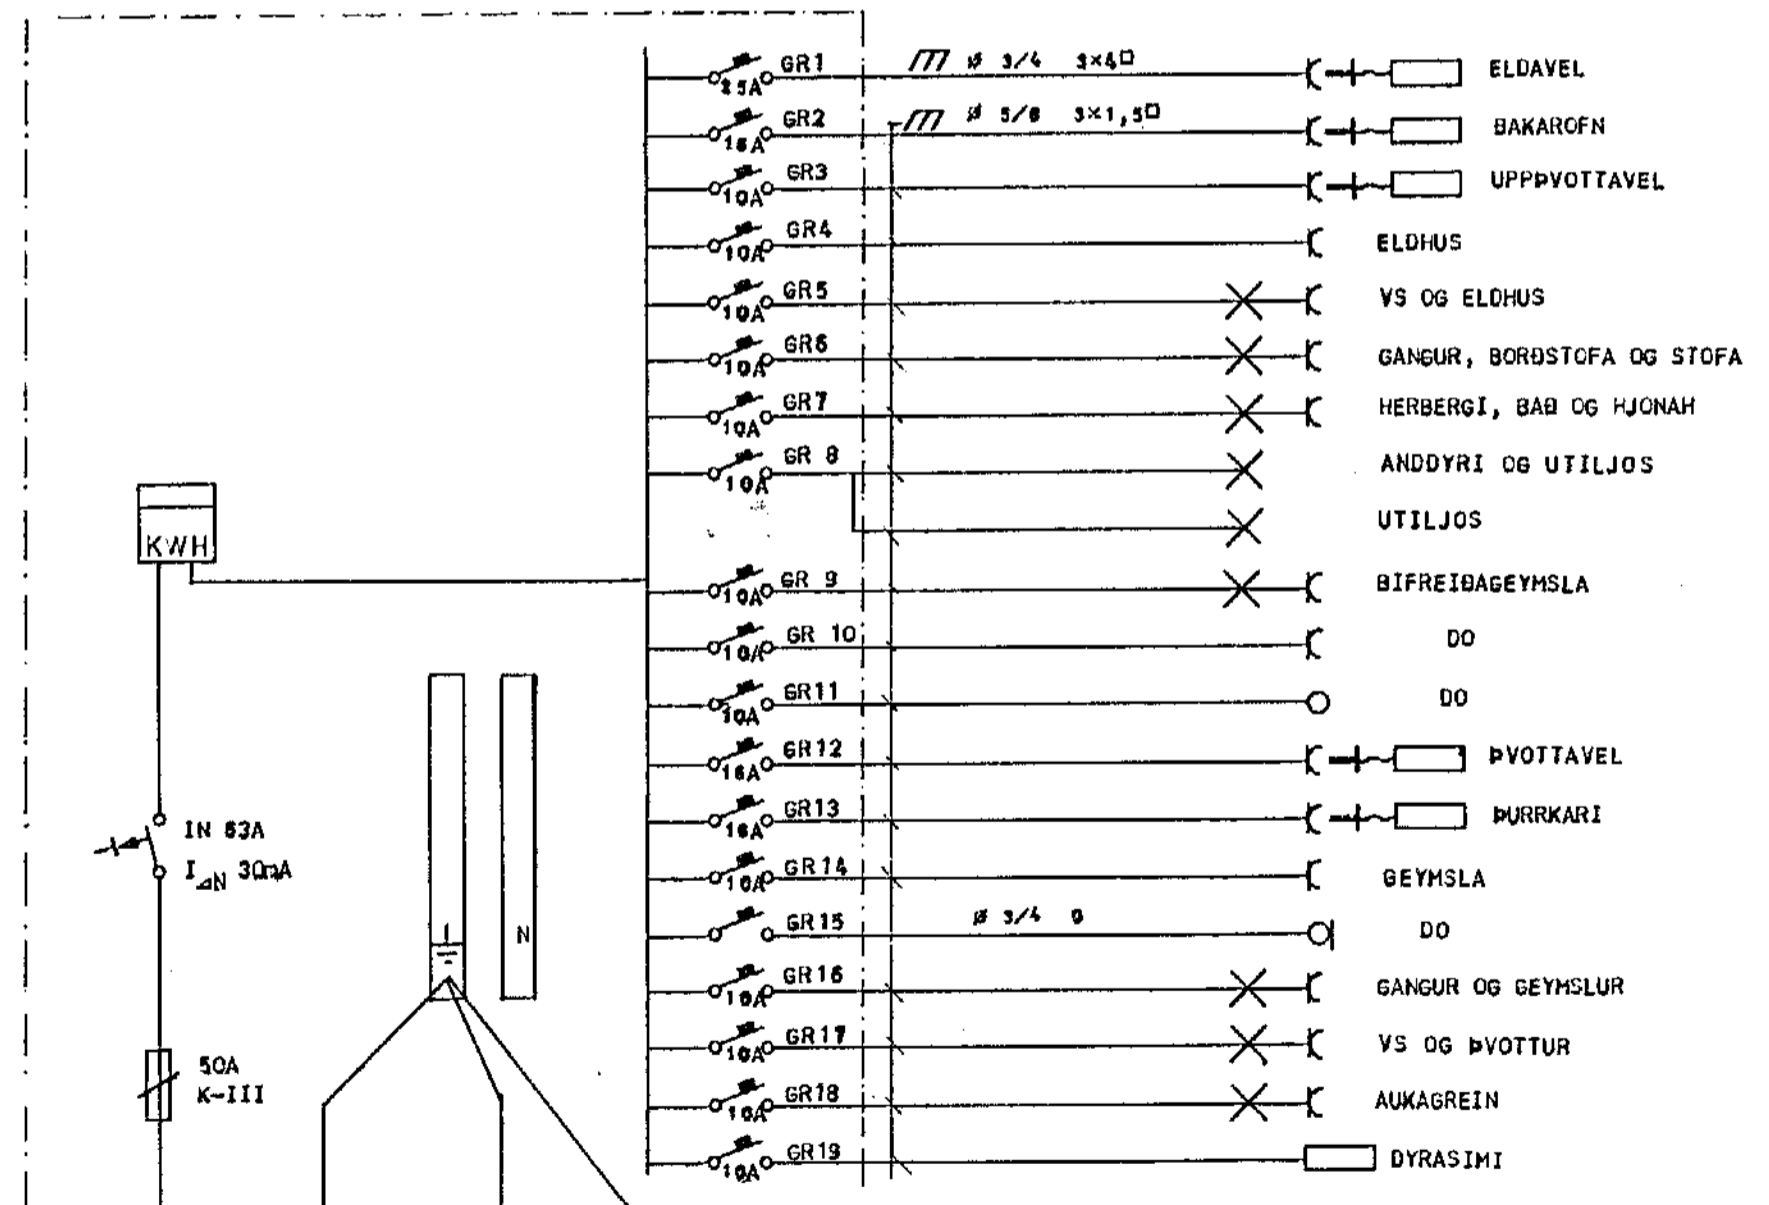 GR1 ø 3/4 3×4□ ELDAVEL
25A
GR2 ø 5/8 3×1,5□ BAKAROFN
16A
GR3 UPPÞVOTTAVEL
10A
GR4 ELDHUS
10A
GR5 VS OG ELDHUS
10A
GR6 GANGUR, BORÐSTOFA OG STOFA
10A
GR7 HERBERGI, BAÐ OG HJONAH
10A
GR 8 ANDDYRI OG UTILJOS
10A
UTILJOS
KWH
GR 9 BIFREIÐAGEYMSLA
10A
GR 10 DO
10A
GR11 DO
10A
GR12 ÞVOTTAVEL
16A
GR13 ÞURRKARI
16A
IN 63A
I⊿N 30mA
GR14 GEYMSLA
10A
GR15 ø 3/4 DO
N
GR16 GANGUR OG GEYMSLUR
10A
GR17 VS OG ÞVOTTUR
10A
50A
K-III
GR18 AUKAGREIN
10A
GR19 DYRASIMI
10A